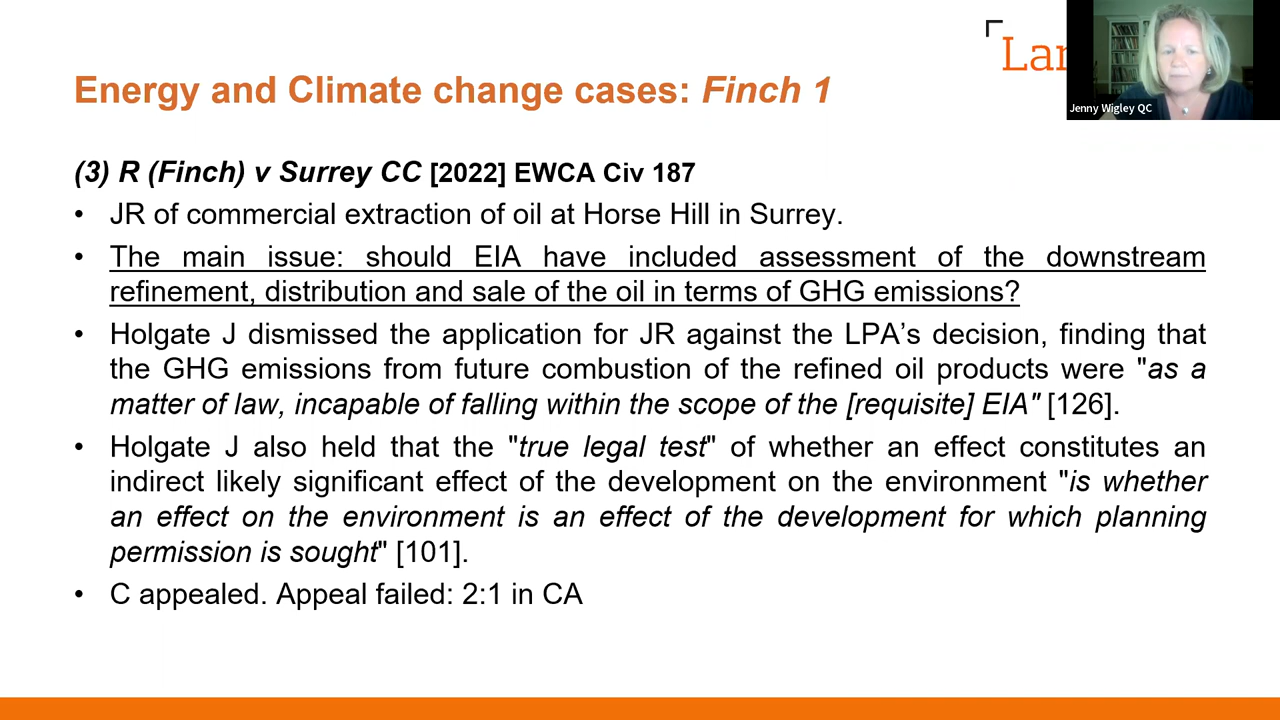 Lan
Jenny Wigley QC
Energy and Climate change cases: Finch 1
(3) R (Finch) v Surrey CC [2022] EWCA Civ 187
• JR of commercial extraction of oil at Horse Hill in Surrey.
• The main issue: should EIA have included assessment of the downstream
refinement, distribution and sale of the oil in terms of GHG emissions?
• Holgate J dismissed the application for JR against the LPA’s decision, finding that
the GHG emissions from future combustion of the refined oil products were "as a
matter of law, incapable of falling within the scope of the [requisite] EIA" [126].
• Holgate J also held that the "true legal test" of whether an effect constitutes an
indirect likely significant effect of the development on the environment "is whether
an effect on the environment is an effect of the development for which planning
permission is sought" [101].
• C appealed. Appeal failed: 2:1 in CA